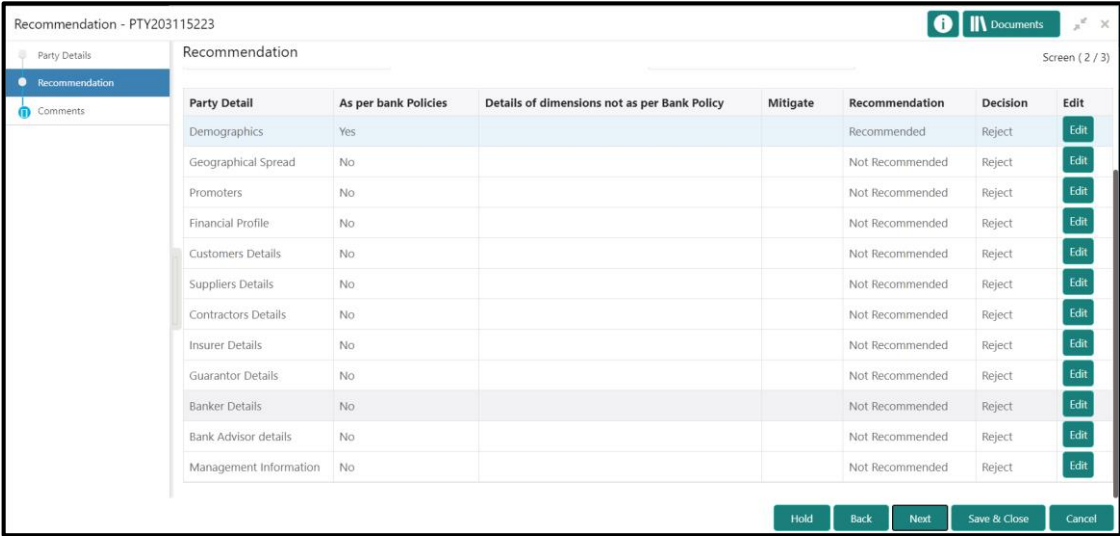 Recommendation - PTY203115223
Documents
Party Details
Recommendation
Comments
Recommendation
Screen ( 2 / 3)
Party Detail As per bank Policies Details of dimensions not as per Bank Policy Mitigate Recommendation Decision Edit
Demographics Yes Recommended Reject Edit
Geographical Spread No Not Recommended Reject Edit
Promoters No Not Recommended Reject Edit
Financial Profile No Not Recommended Reject Edit
Customers Details No Not Recommended Reject Edit
Suppliers Details No Not Recommended Reject Edit
Contractors Details No Not Recommended Reject Edit
Insurer Details No Not Recommended Reject Edit
Guarantor Details No Not Recommended Reject Edit
Banker Details No Not Recommended Reject Edit
Bank Advisor details No Not Recommended Reject Edit
Management Information No Not Recommended Reject Edit
Hold Back Next Save & Close Cancel